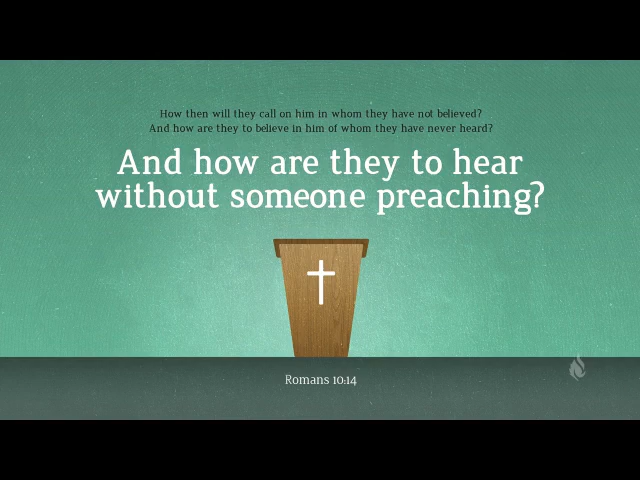 How then will they call on him in whom they have not believed?
And how are they to believe in him of whom they have never heard?
And how are they to hear
without someone preaching?
Romans 10:14